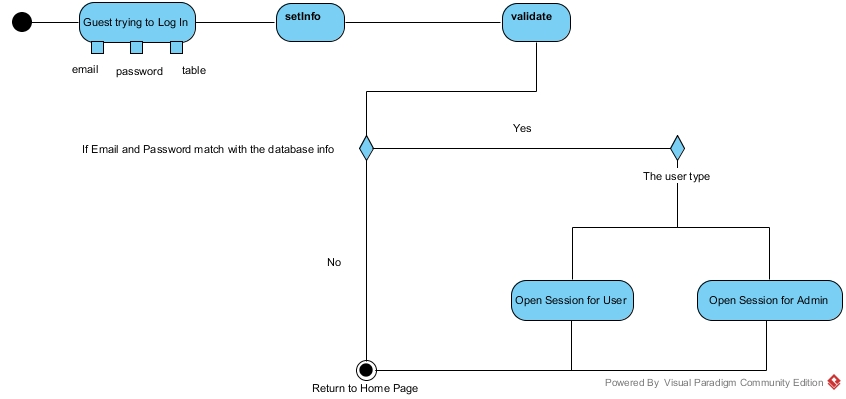 Guest trying to Log In
setInfo
validate
email
password
table
Yes
If Email and Password match with the database info
The user type
No
Open Session for User
Open Session for Admin
Return to Home Page
Powered By Visual Paradigm Community Edition